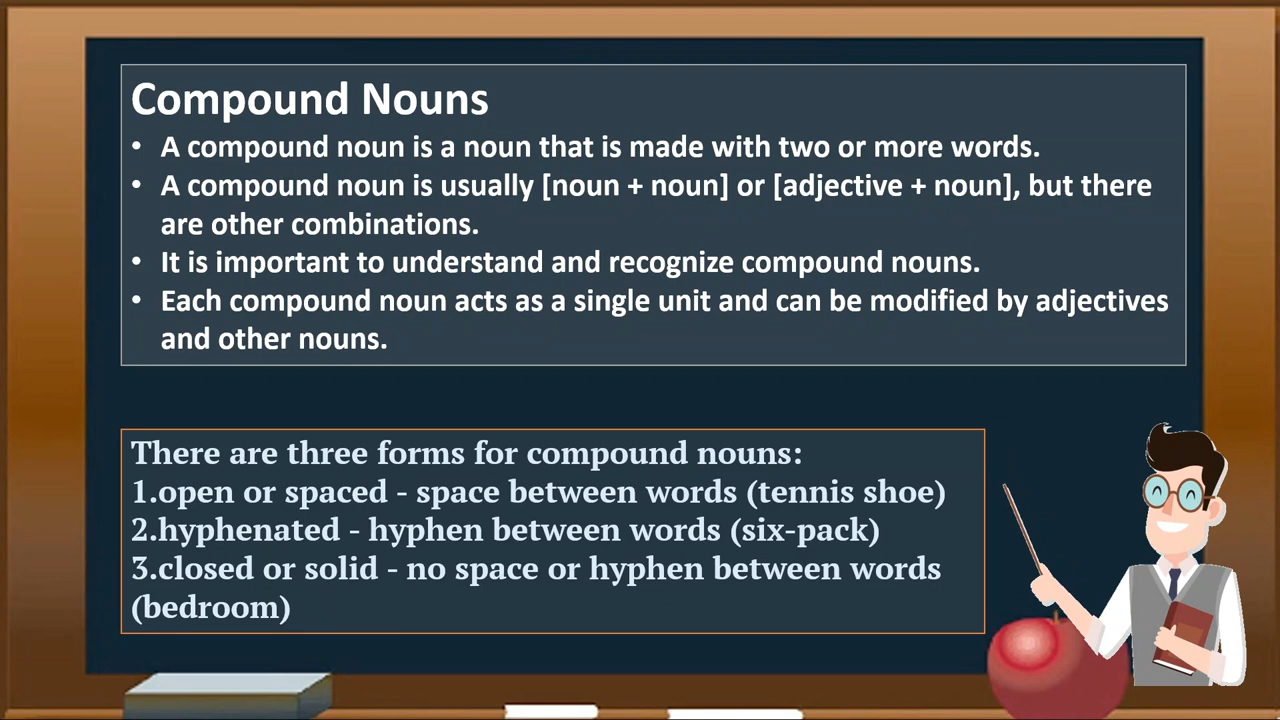 Compound Nouns
• A compound noun is a noun that is made with two or more words.
• A compound noun is usually [noun + noun] or [adjective + noun], but there
are other combinations.
• It is important to understand and recognize compound nouns.
• Each compound noun acts as a single unit and can be modified by adjectives
and other nouns.
There are three forms for compound nouns:
1.open or spaced - space between words (tennis shoe)
2.hyphenated - hyphen between words (six-pack)
3.closed or solid - no space or hyphen between words
(bedroom)